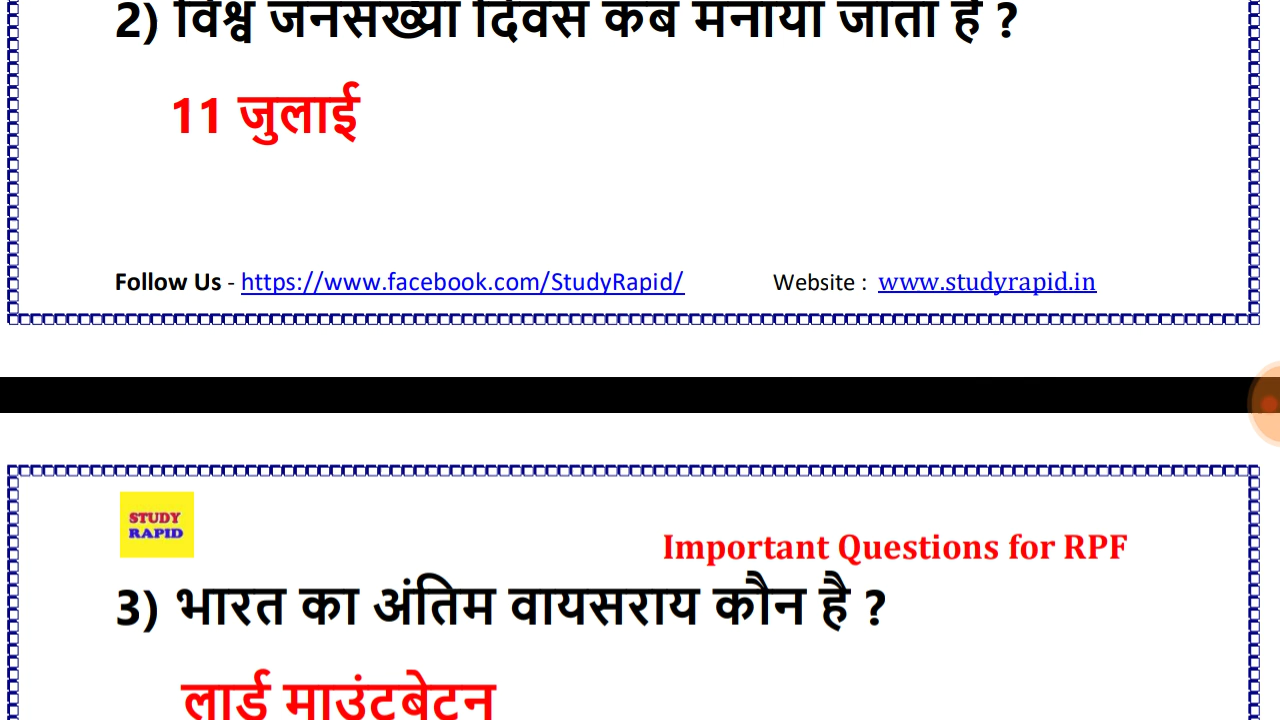 2) विश्व जनसंख्या दिवस कब मनाया जाता है ?
11 जुलाई
Follow Us - https://www.facebook.com/StudyRapid/ Website : www.studyrapid.in
STUDY
RAPID
Important Questions for RPF
3) भारत का अंतिम वायसराय कौन है ?
लार्ड माउंटबेटन